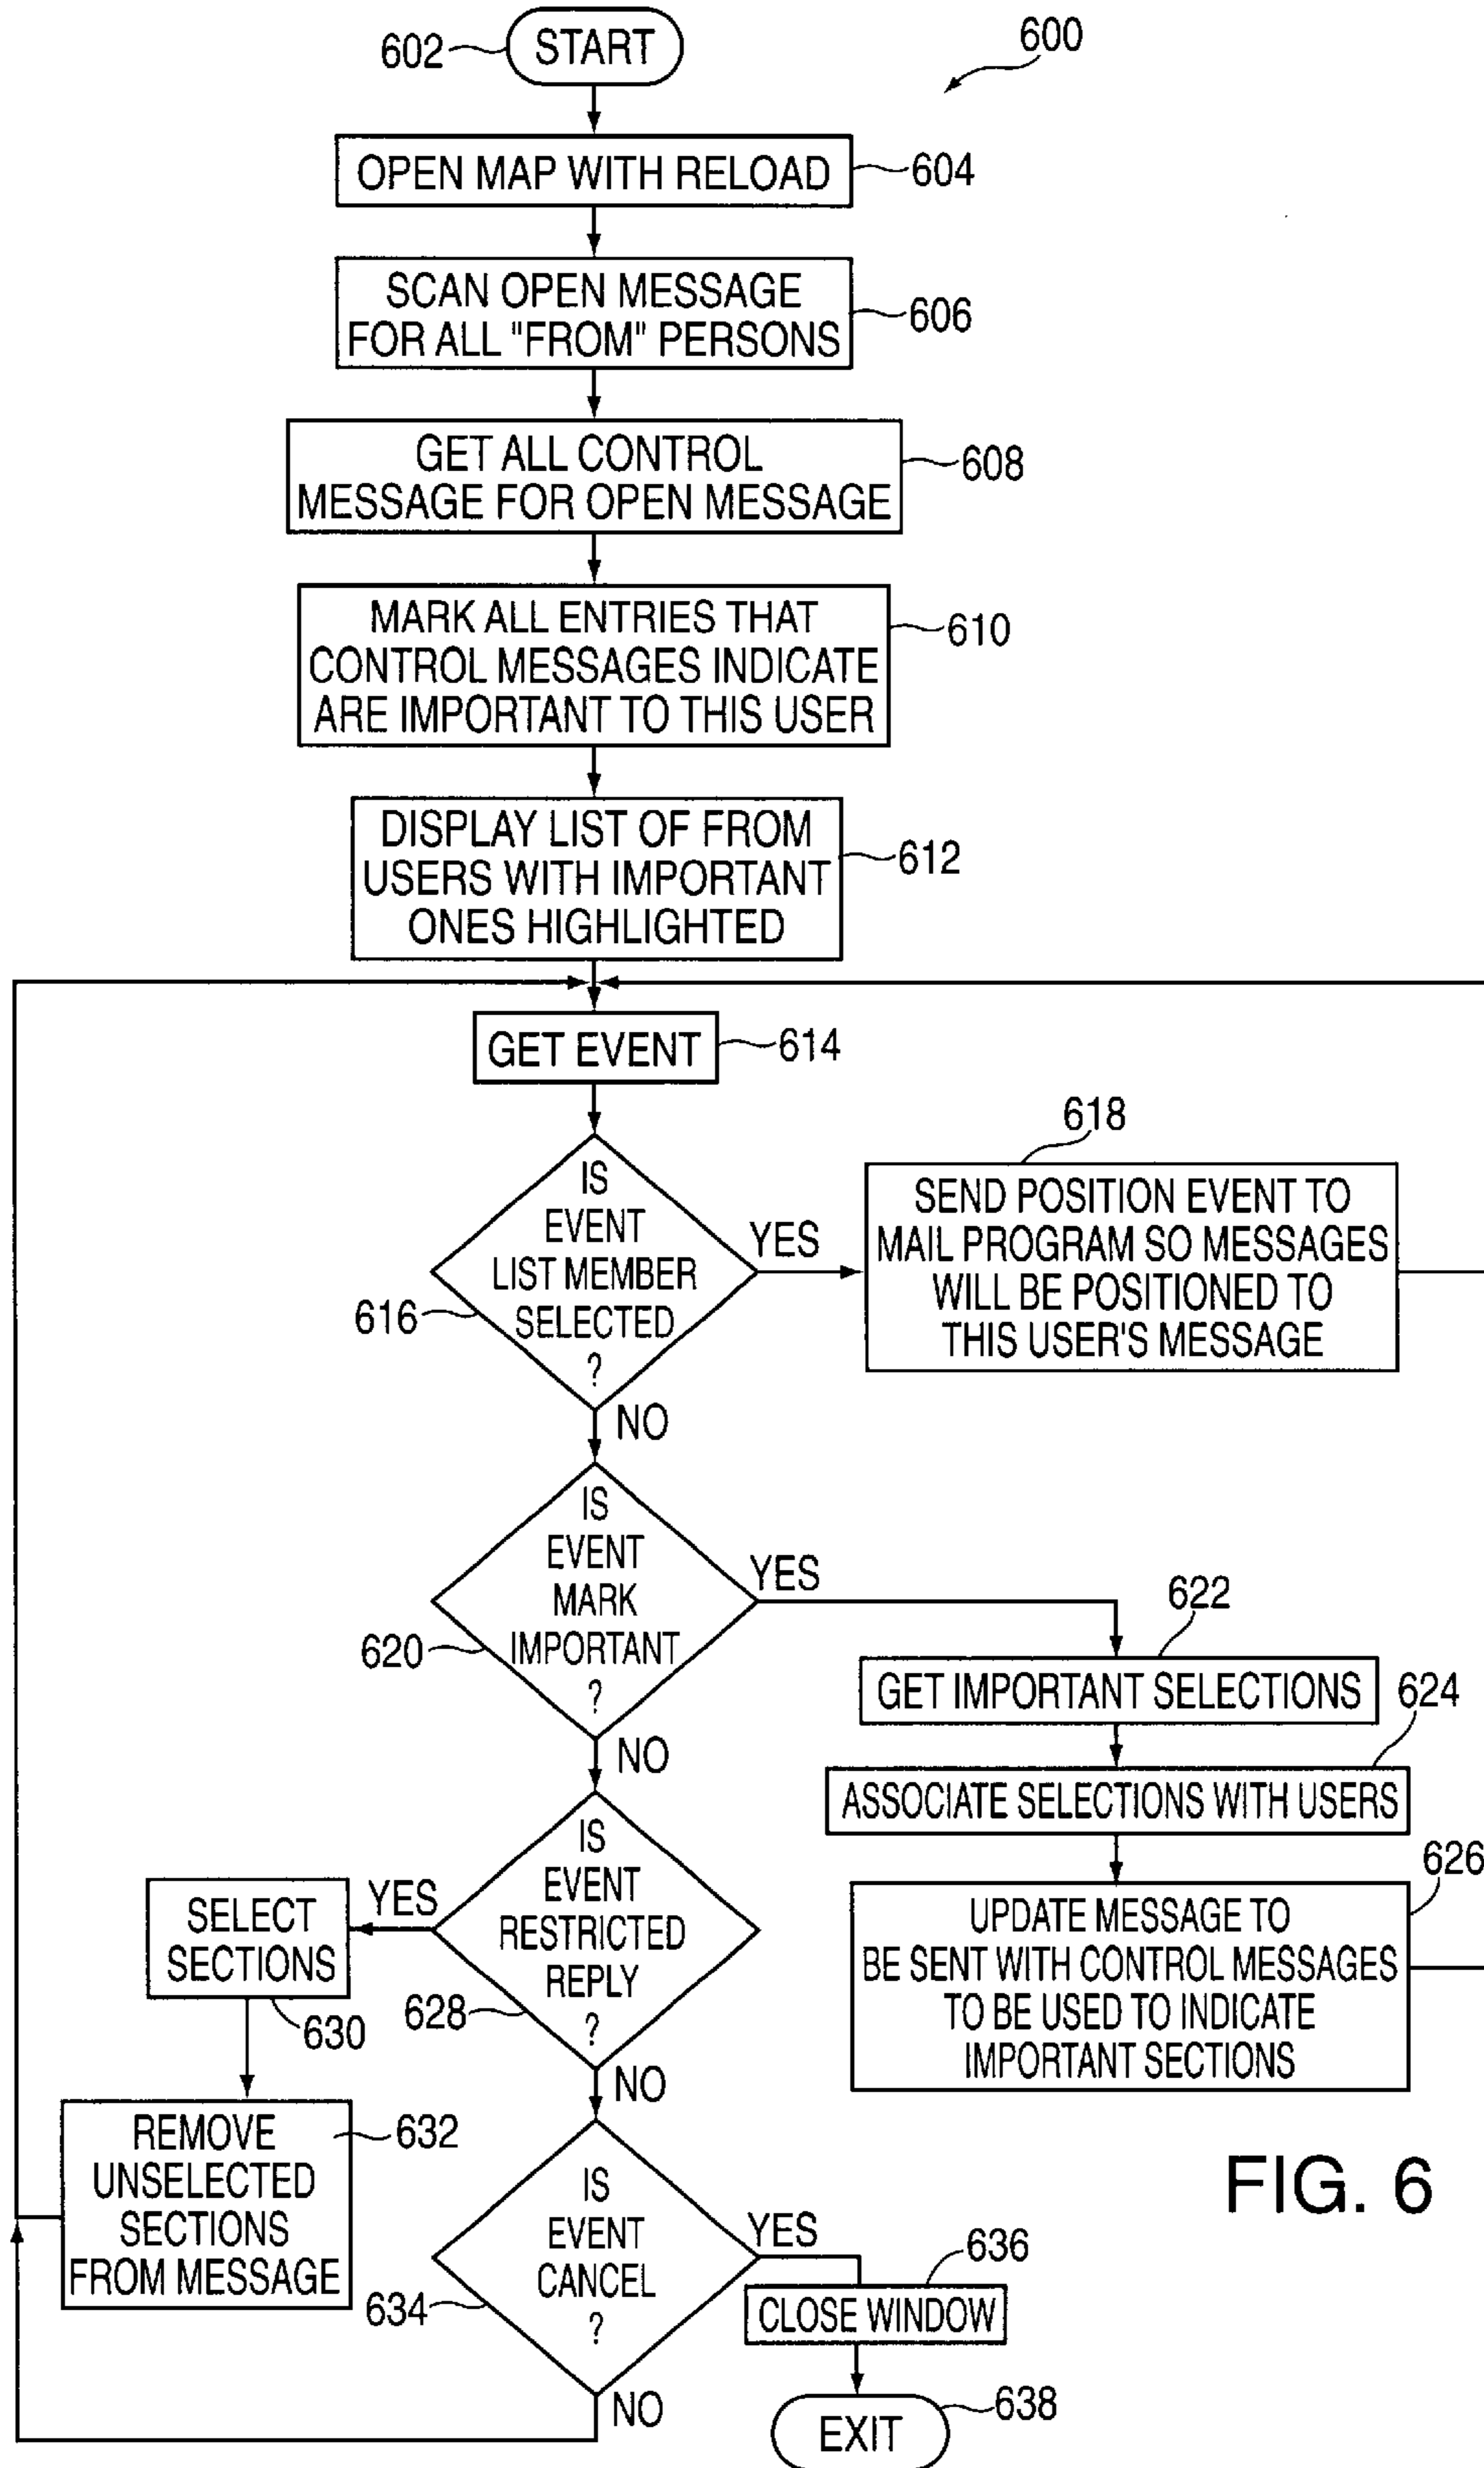 602
START
600
OPEN MAP WITH RELOAD
604
SCAN OPEN MESSAGE
FOR ALL "FROM" PERSONS
606
GET ALL CONTROL
MESSAGE FOR OPEN MESSAGE
608
MARK ALL ENTRIES THAT
CONTROL MESSAGES INDICATE
ARE IMPORTANT TO THIS USER
610
DISPLAY LIST OF FROM
USERS WITH IMPORTANT
ONES HIGHLIGHTED
612
GET EVENT
614
IS
EVENT
LIST MEMBER
SELECTED
?
616
YES
618
SEND POSITION EVENT TO
MAIL PROGRAM SO MESSAGES
WILL BE POSITIONED TO
THIS USER'S MESSAGE
NO
IS
EVENT
MARK
IMPORTANT
?
620
YES
622
GET IMPORTANT SELECTIONS
624
ASSOCIATE SELECTIONS WITH USERS
626
UPDATE MESSAGE TO
BE SENT WITH CONTROL MESSAGES
TO BE USED TO INDICATE
IMPORTANT SECTIONS
NO
IS
EVENT
RESTRICTED
REPLY
?
628
YES
SELECT
SECTIONS
630
REMOVE
UNSELECTED
SECTIONS
FROM MESSAGE
632
NO
IS
EVENT
CANCEL
?
634
YES
636
CLOSE WINDOW
NO
EXIT
638
FIG. 6